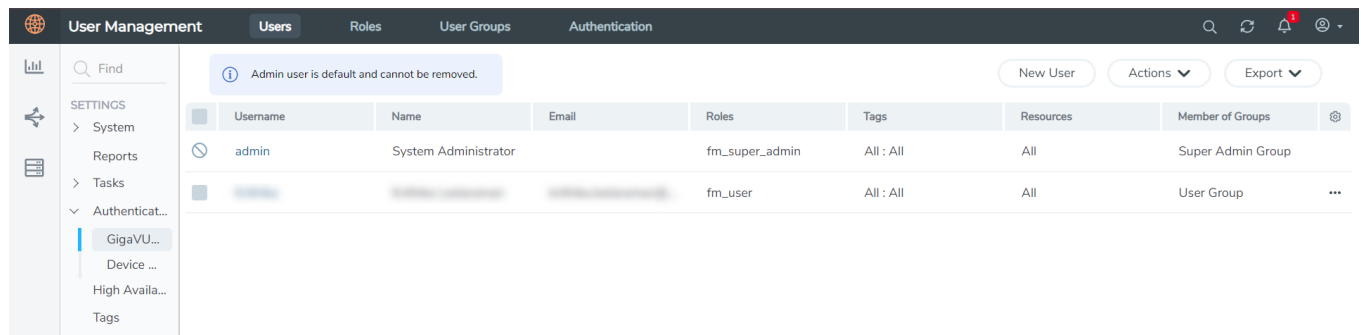 User Management Users Roles User Groups Authentication 1
Find
Admin user is default and cannot be removed. New User Actions Export
SETTINGS
System
Reports
Tasks
Authenticat...
GigaVU...
Device ...
High Availa...
Tags
Username Name Email Roles Tags Resources Member of Groups
admin System Administrator fm_super_admin All : All All Super Admin Group
fm_user All : All All User Group